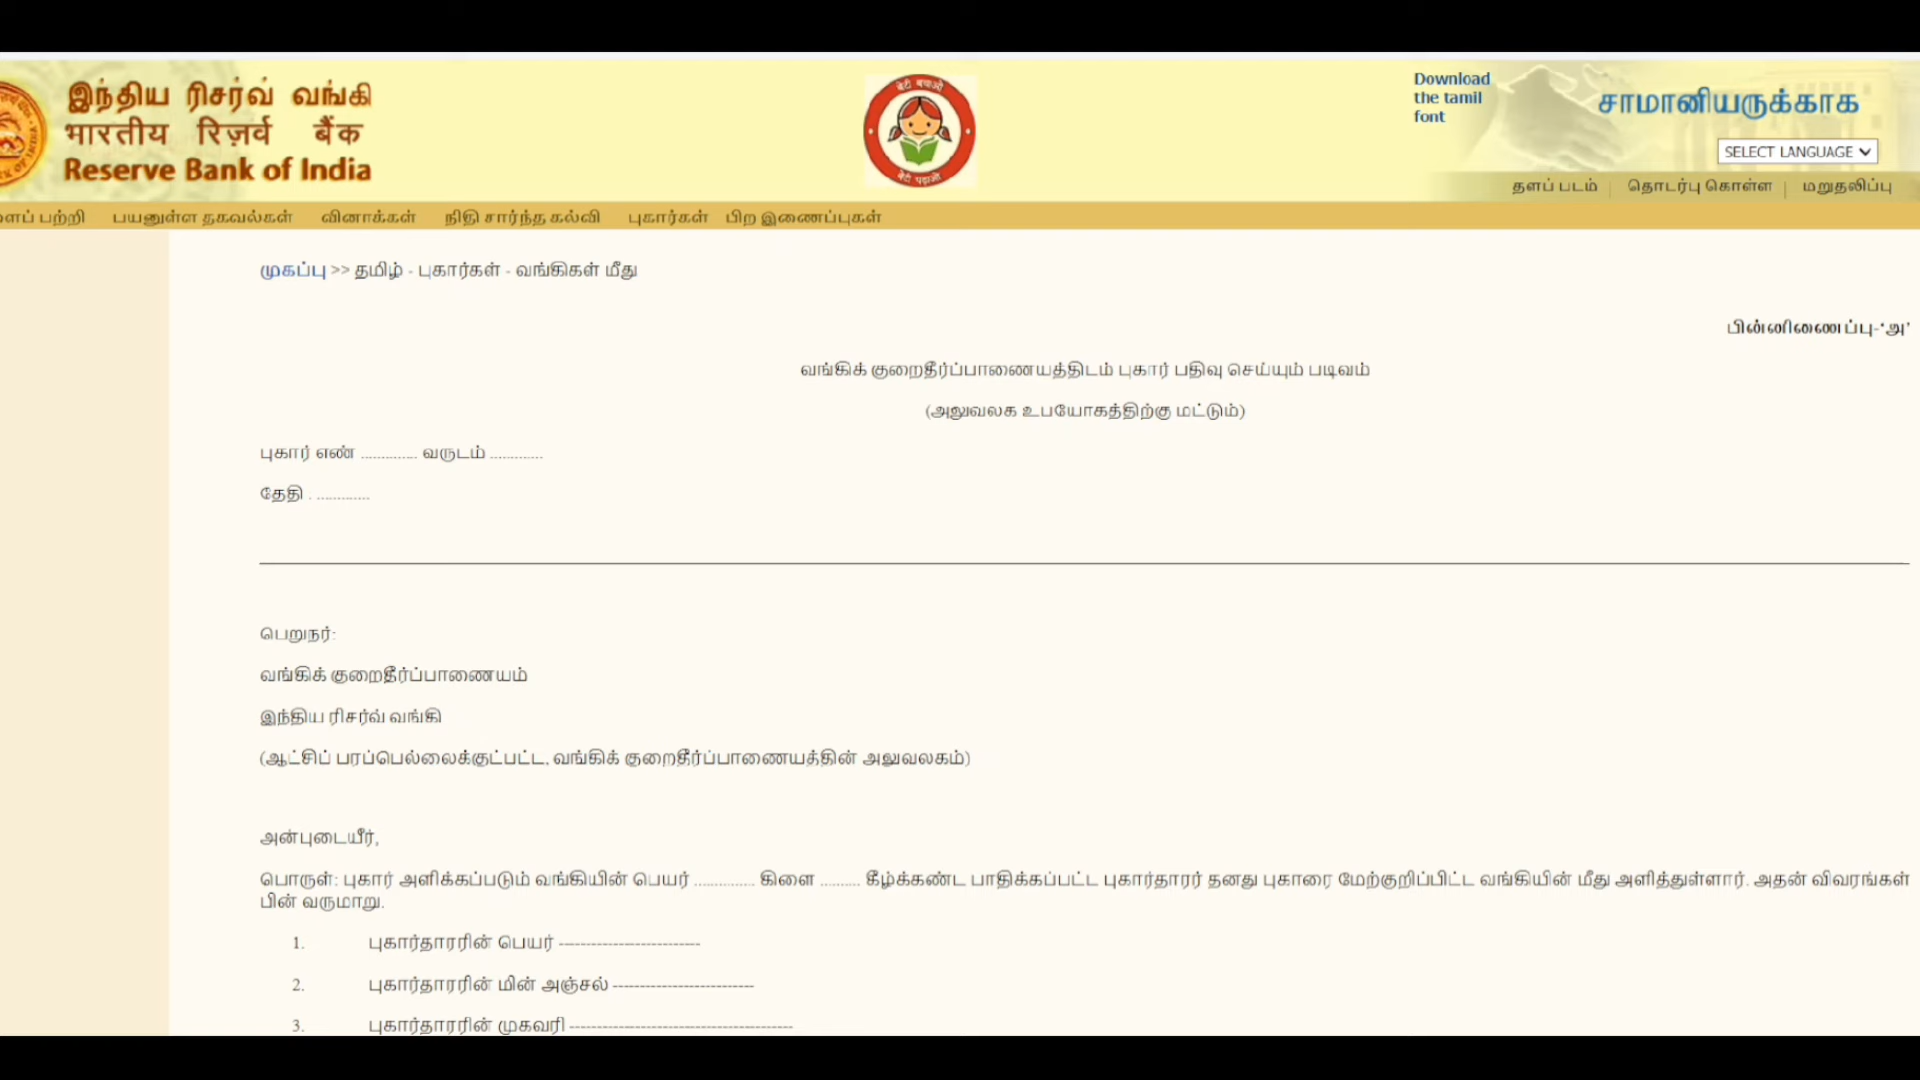 இந்திய ரிசர்வ் வங்கி
भारतीय रिज़र्व बैंक
Reserve Bank of India
बेटी बचाओ
बेटी पढ़ाओ
Download
the tamil
font
சாமானியருக்காக
SELECT LANGUAGE
தளப் படம் | தொடர்பு கொள்ள | மறுதலிப்பு
பற்றி பயனுள்ள தகவல்கள் வினாக்கள் நிதி சார்ந்த கல்வி புகார்கள் பிற இணைப்புகள்
முகப்பு >> தமிழ் - புகார்கள் - வங்கிகள் மீது
பின்னிணைப்பு-‘அ’
வங்கிக் குறைதீர்ப்பாணையத்திடம் புகார் பதிவு செய்யும் படிவம்
(அலுவலக உபயோகத்திற்கு மட்டும்)
புகார் எண் .............. வருடம் .............
தேதி . .............
பெறுநர்:
வங்கிக் குறைதீர்ப்பாணையம்
இந்திய ரிசர்வ் வங்கி
(ஆட்சிப் பரப்பெல்லைக்குட்பட்ட, வங்கிக் குறைதீர்ப்பாணையத்தின் அலுவலகம்)
அன்புடையீர்,
பொருள்: புகார் அளிக்கப்படும் வங்கியின் பெயர் ............... கிளை .......... கீழ்க்கண்ட பாதிக்கப்பட்ட புகார்தாரர் தனது புகாரை மேற்குறிப்பிட்ட வங்கியின் மீது அளித்துள்ளார். அதன் விவரங்கள்
பின் வருமாறு.
1. புகார்தாரரின் பெயர் --------------------------
2. புகார்தாரரின் மின் அஞ்சல் --------------------------
3. புகார்தாரரின் முகவரி -----------------------------------------